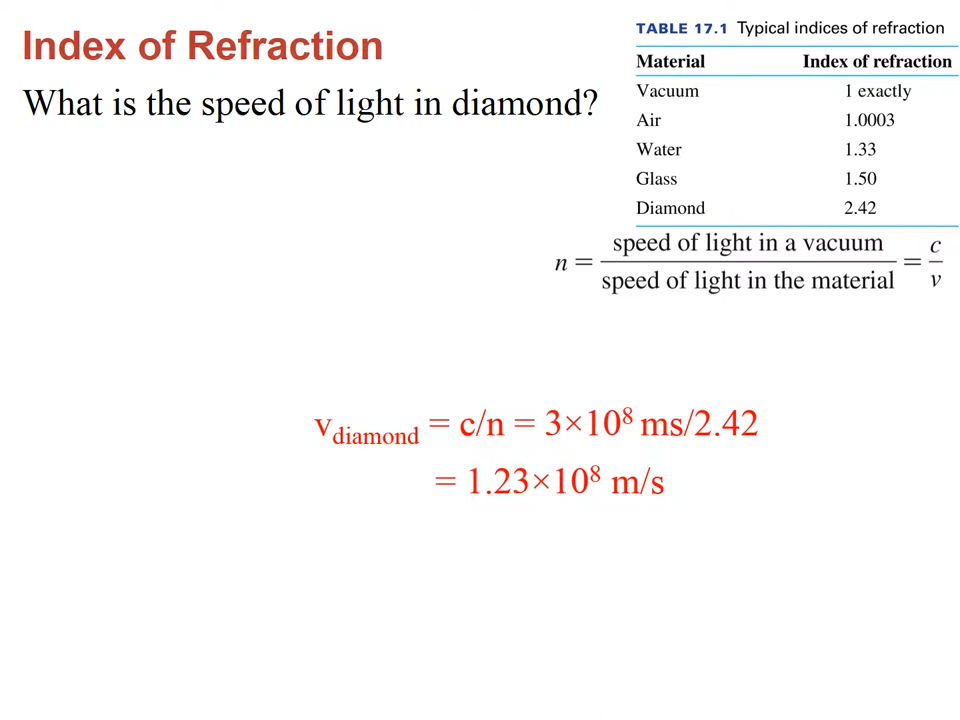 Index of Refraction
What is the speed of light in diamond?
TABLE 17.1 Typical indices of refraction
Material Index of refraction
Vacuum 1 exactly
Air 1.0003
Water 1.33
Glass 1.50
Diamond 2.42
n = speed of light in a vacuum / speed of light in the material = c / v
v_diamond = c/n = 3×10⁸ ms/2.42
= 1.23×10⁸ m/s